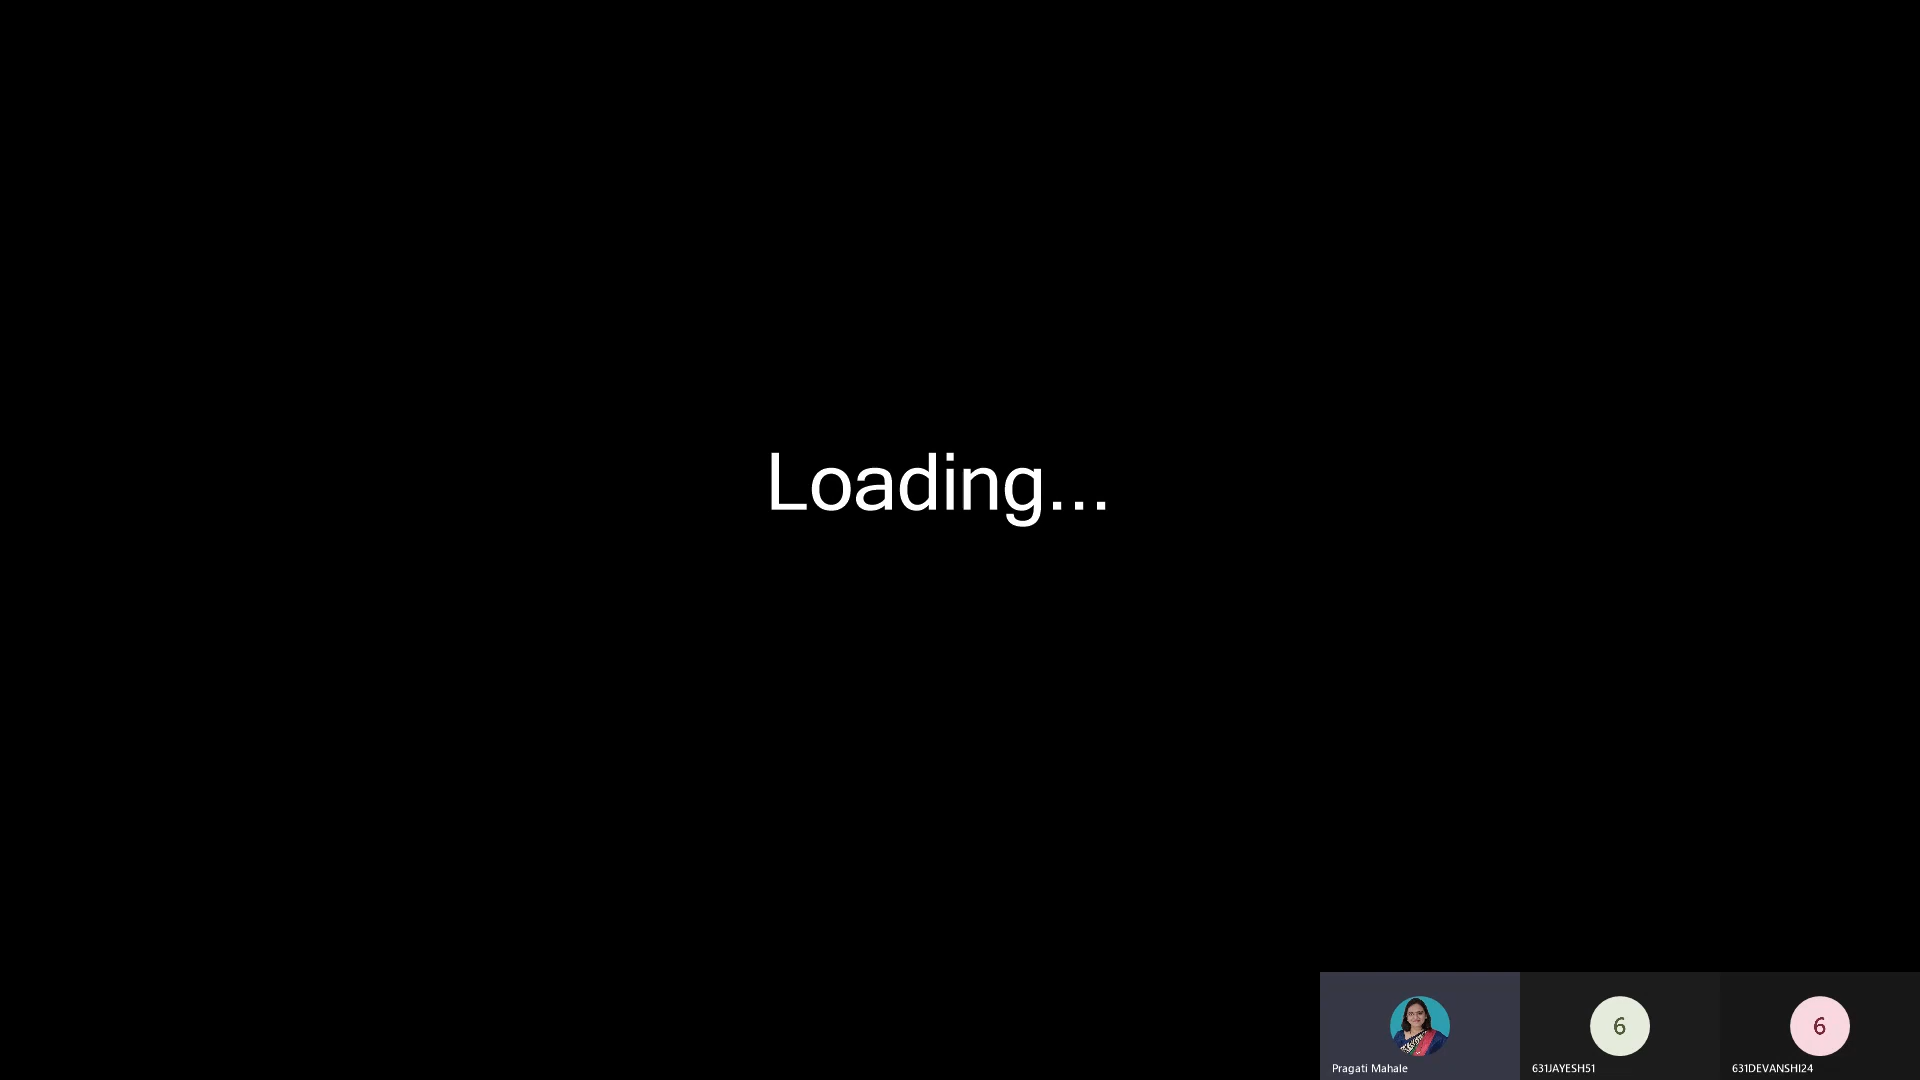 Loading...
6
6
Pragati Mahale
631JAYESH51
631DEVANSHI24